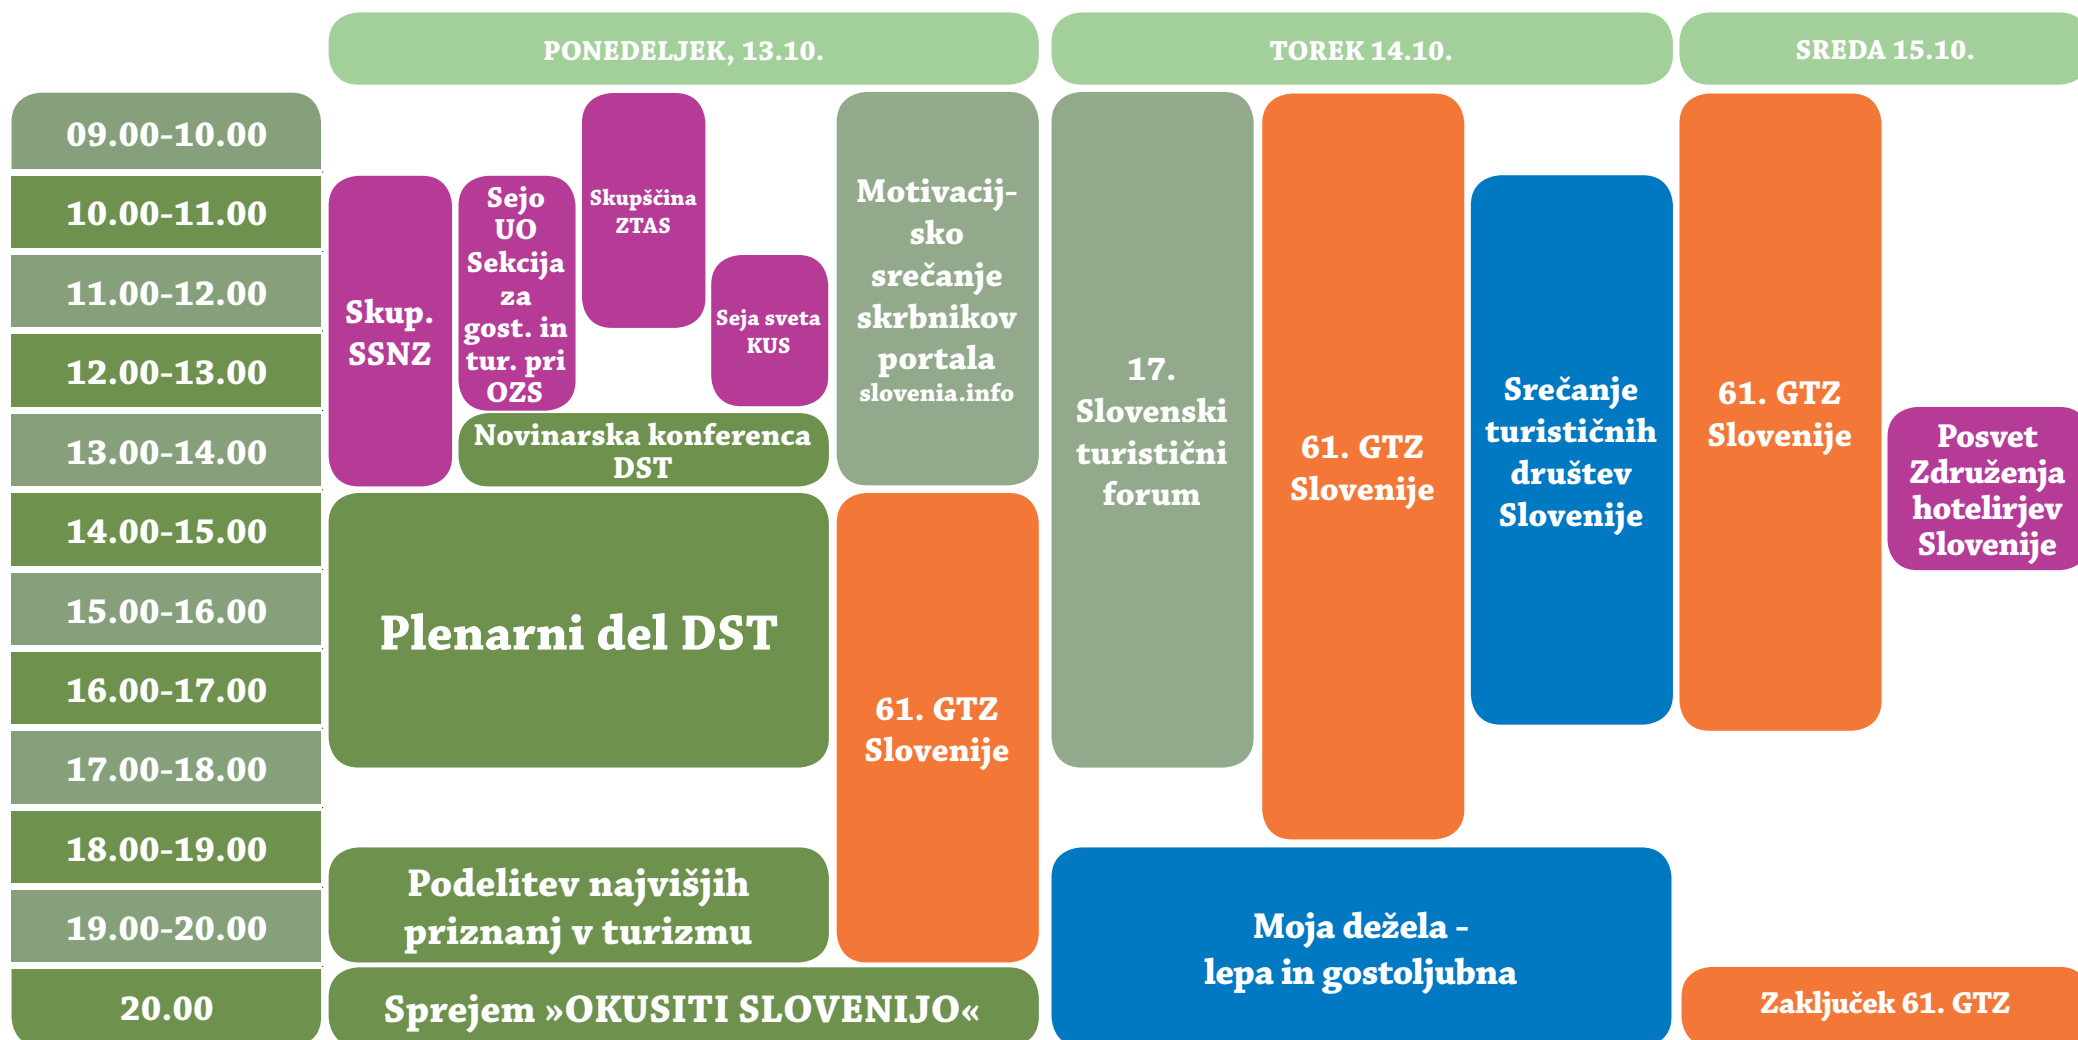 PONEDELJEK, 13.10.
TOREK 14.10.
SREDA 15.10.
09.00-10.00
10.00-11.00
11.00-12.00
12.00-13.00
13.00-14.00
14.00-15.00
15.00-16.00
16.00-17.00
17.00-18.00
18.00-19.00
19.00-20.00
20.00
Skup.
SSNZ
Sejo
UO
Sekcija
za
gost. in
tur. pri
OZS
Skupščina
ZTAS
Seja sveta
KUS
Novinarska konferenca
DST
Motivacij-
sko
srečanje
skrbnikov
portala
slovenia.info
Plenarni del DST
61. GTZ
Slovenije
Podelitev najvišjih
priznanj v turizmu
Sprejem »OKUSITI SLOVENIJO«
17.
Slovenski
turistični
forum
61. GTZ
Slovenije
Srečanje
turističnih
društev
Slovenije
Moja dežela -
lepa in gostoljubna
61. GTZ
Slovenije
Posvet
Združenja
hotelirjev
Slovenije
Zaključek 61. GTZ